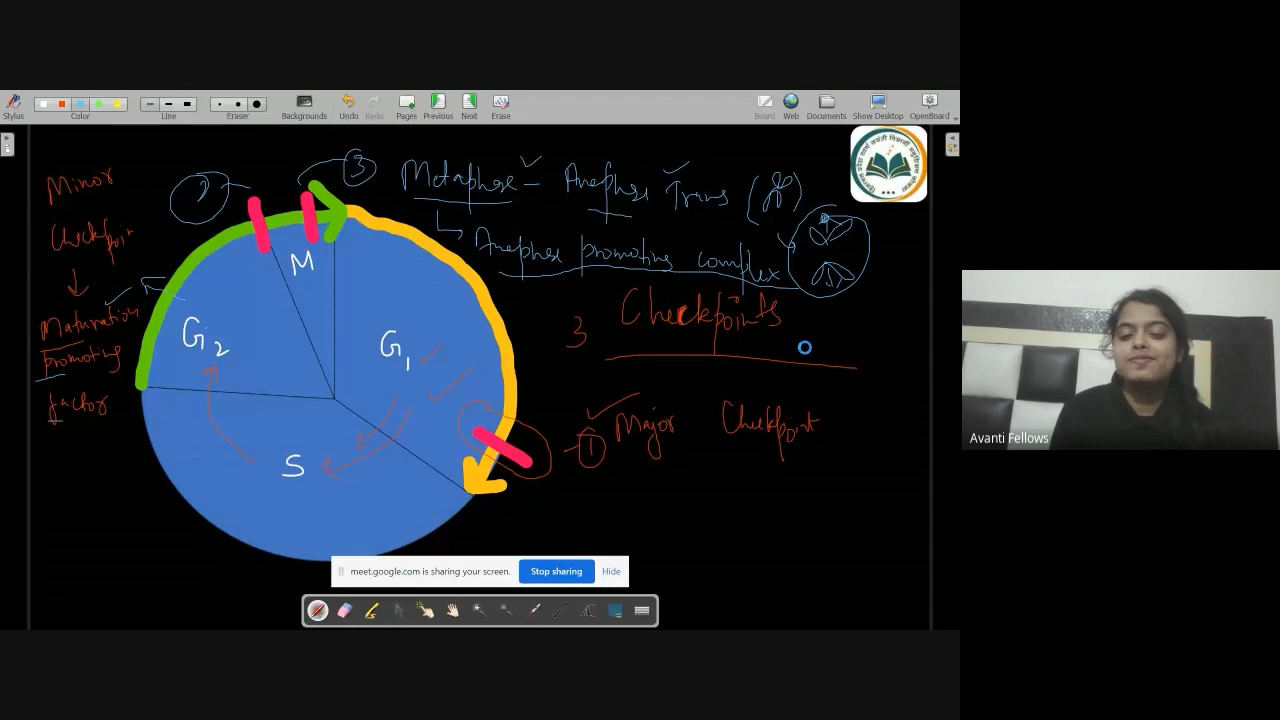 Stylus
Color
Line
Eraser
Backgrounds
Undo
Redo
Pages
Previous
Next
Erase
Board
Web
Documents
Show Desktop
OpenBoard
Minor
Checkpoin
↓
Maturation
promoting
factor
2
3 Metaphase - Anaphase Trans
Anaphase promoting complex
3 Checkpoints
M
G2
G1
S
1 Major Checkpoint
meet.google.com is sharing your screen.
Stop sharing
Hide
Avanti Fellows